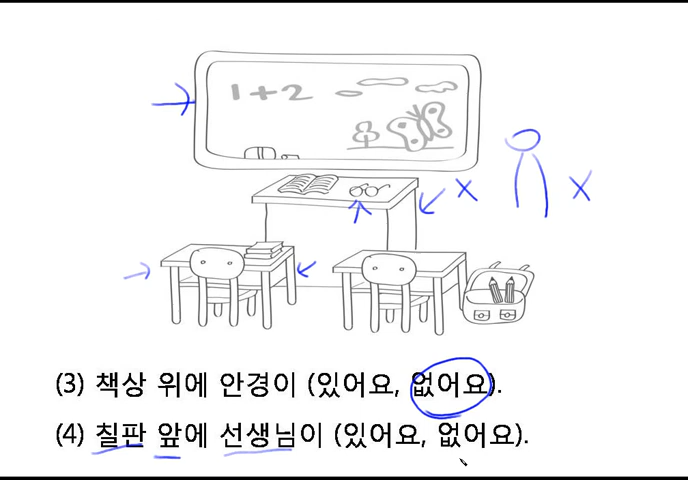 1+2
(3) 책상 위에 안경이 (있어요, 없어요).
(4) 칠판 앞에 선생님이 (있어요, 없어요).